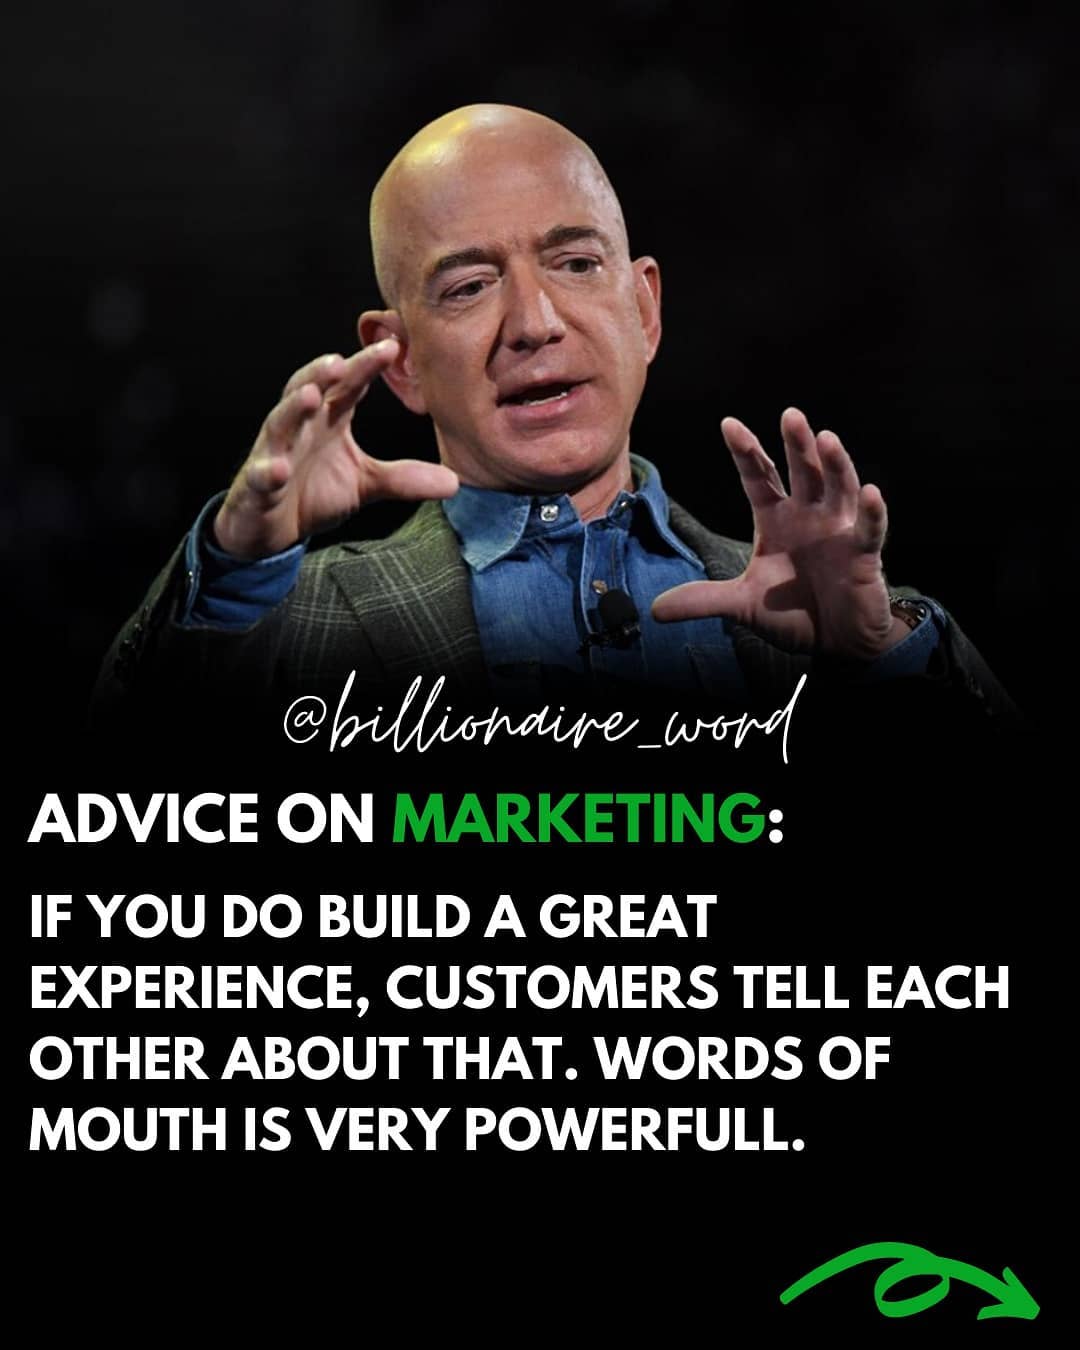 @billionaire_word
ADVICE ON MARKETING:
IF YOU DO BUILD A GREAT
EXPERIENCE, CUSTOMERS TELL EACH
OTHER ABOUT THAT. WORDS OF
MOUTH IS VERY POWERFULL.